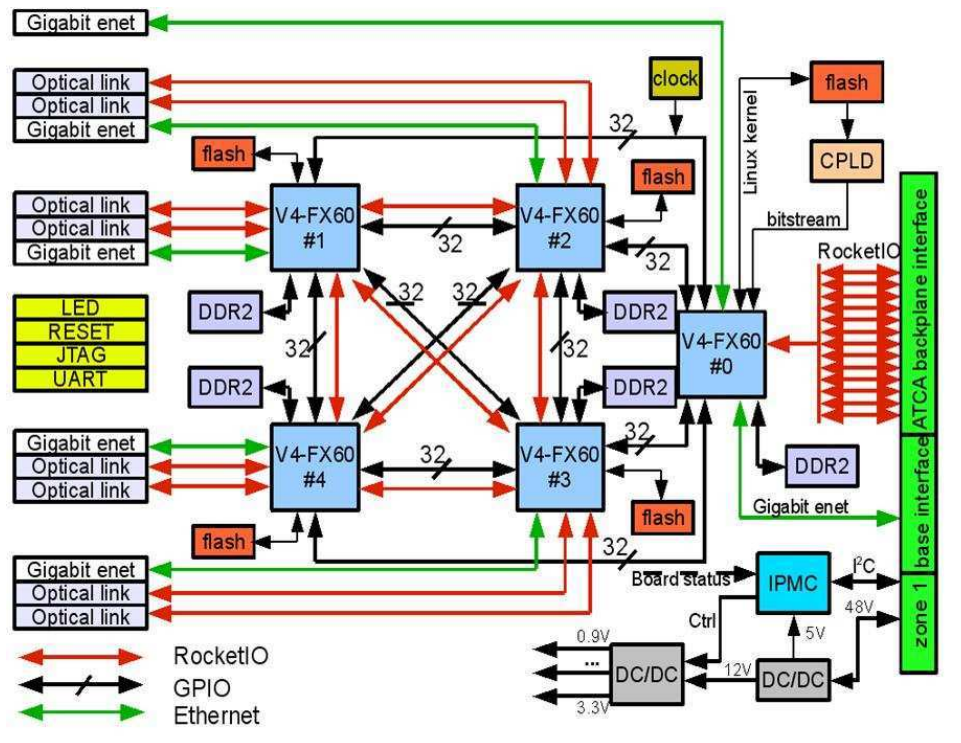 Gigabit enet
Optical link
Optical link
Gigabit enet
clock
flash
32
Linux kernel
CPLD
flash
flash
bitstream
Optical link
Optical link
Gigabit enet
V4-FX60
#1
32
V4-FX60
#2
32
RocketIO
ATCA backplane interface
LED
RESET
JTAG
UART
DDR2
32
32
DDR2
V4-FX60
#0
32
32
DDR2
DDR2
Gigabit enet
Optical link
Optical link
V4-FX60
#4
32
V4-FX60
#3
32
DDR2
Gigabit enet
base interface
flash
flash
32
Gigabit enet
Optical link
Optical link
Board status
IPMC
I²C
zone 1
Ctrl
5V
48V
0.9V
...
3.3V
DC/DC
12V
DC/DC
RocketIO
GPIO
Ethernet